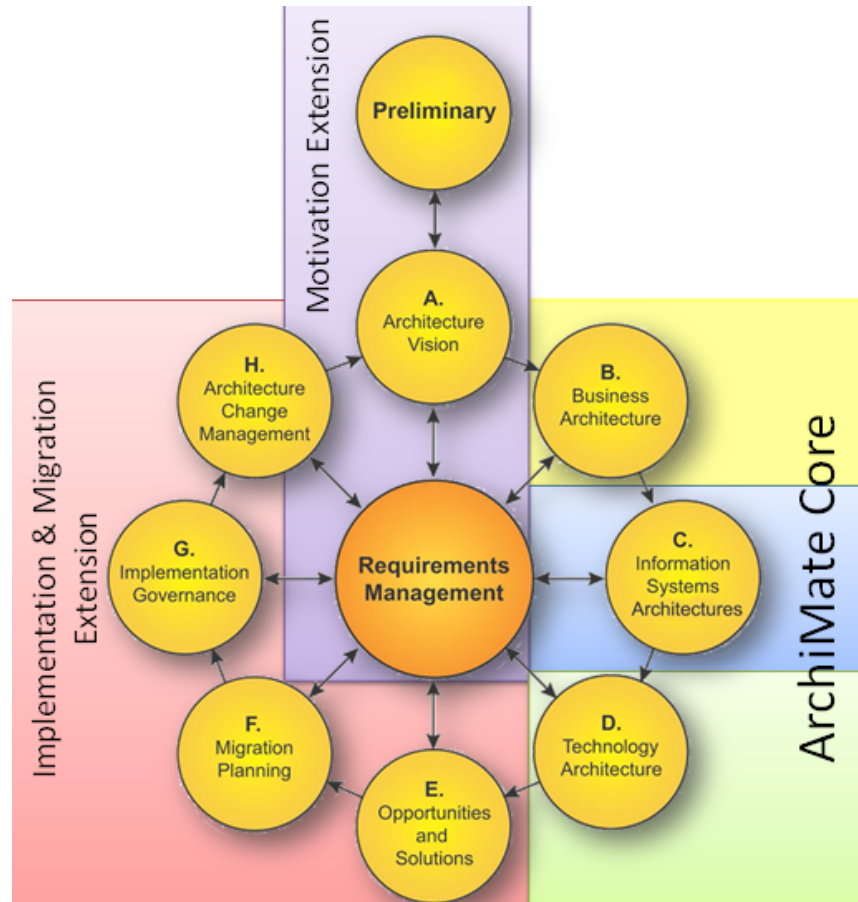 Motivation Extension
Preliminary
A.
Architecture
Vision
B.
Business
Architecture
C.
Information
Systems
Architectures
D.
Technology
Architecture
E.
Opportunities
and
Solutions
F.
Migration
Planning
G.
Implementation
Governance
H.
Architecture
Change
Management
Requirements
Management
Implementation & Migration
Extension
ArchiMate Core